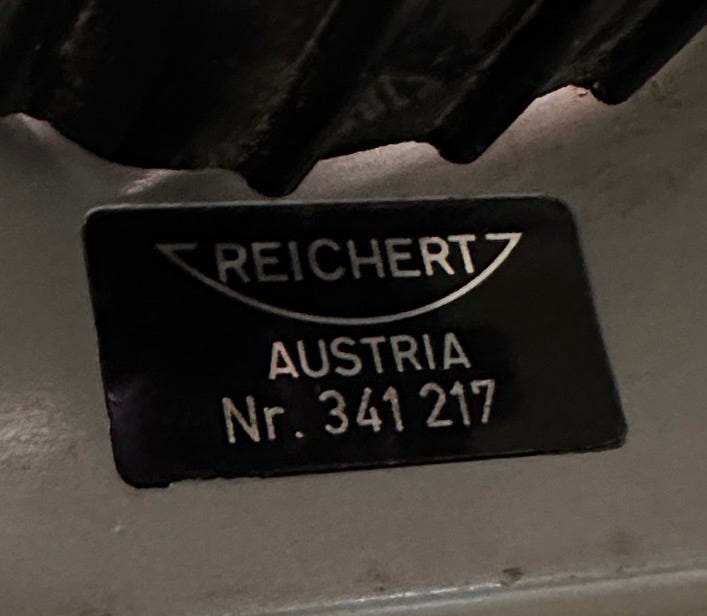 REICHERT
AUSTRIA
Nr. 341 217